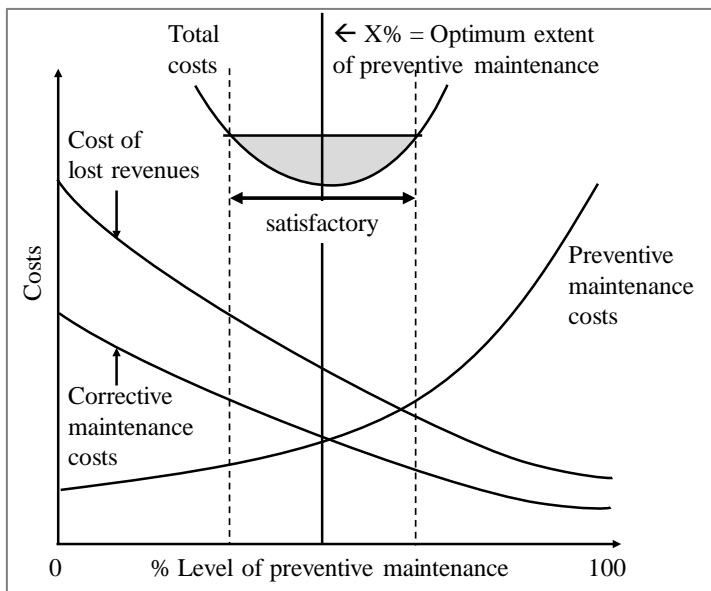 Total
costs
← X% = Optimum extent
of preventive maintenance
Cost of
lost revenues
satisfactory
Preventive
maintenance
costs
Costs
Corrective
maintenance
costs
0
% Level of preventive maintenance
100